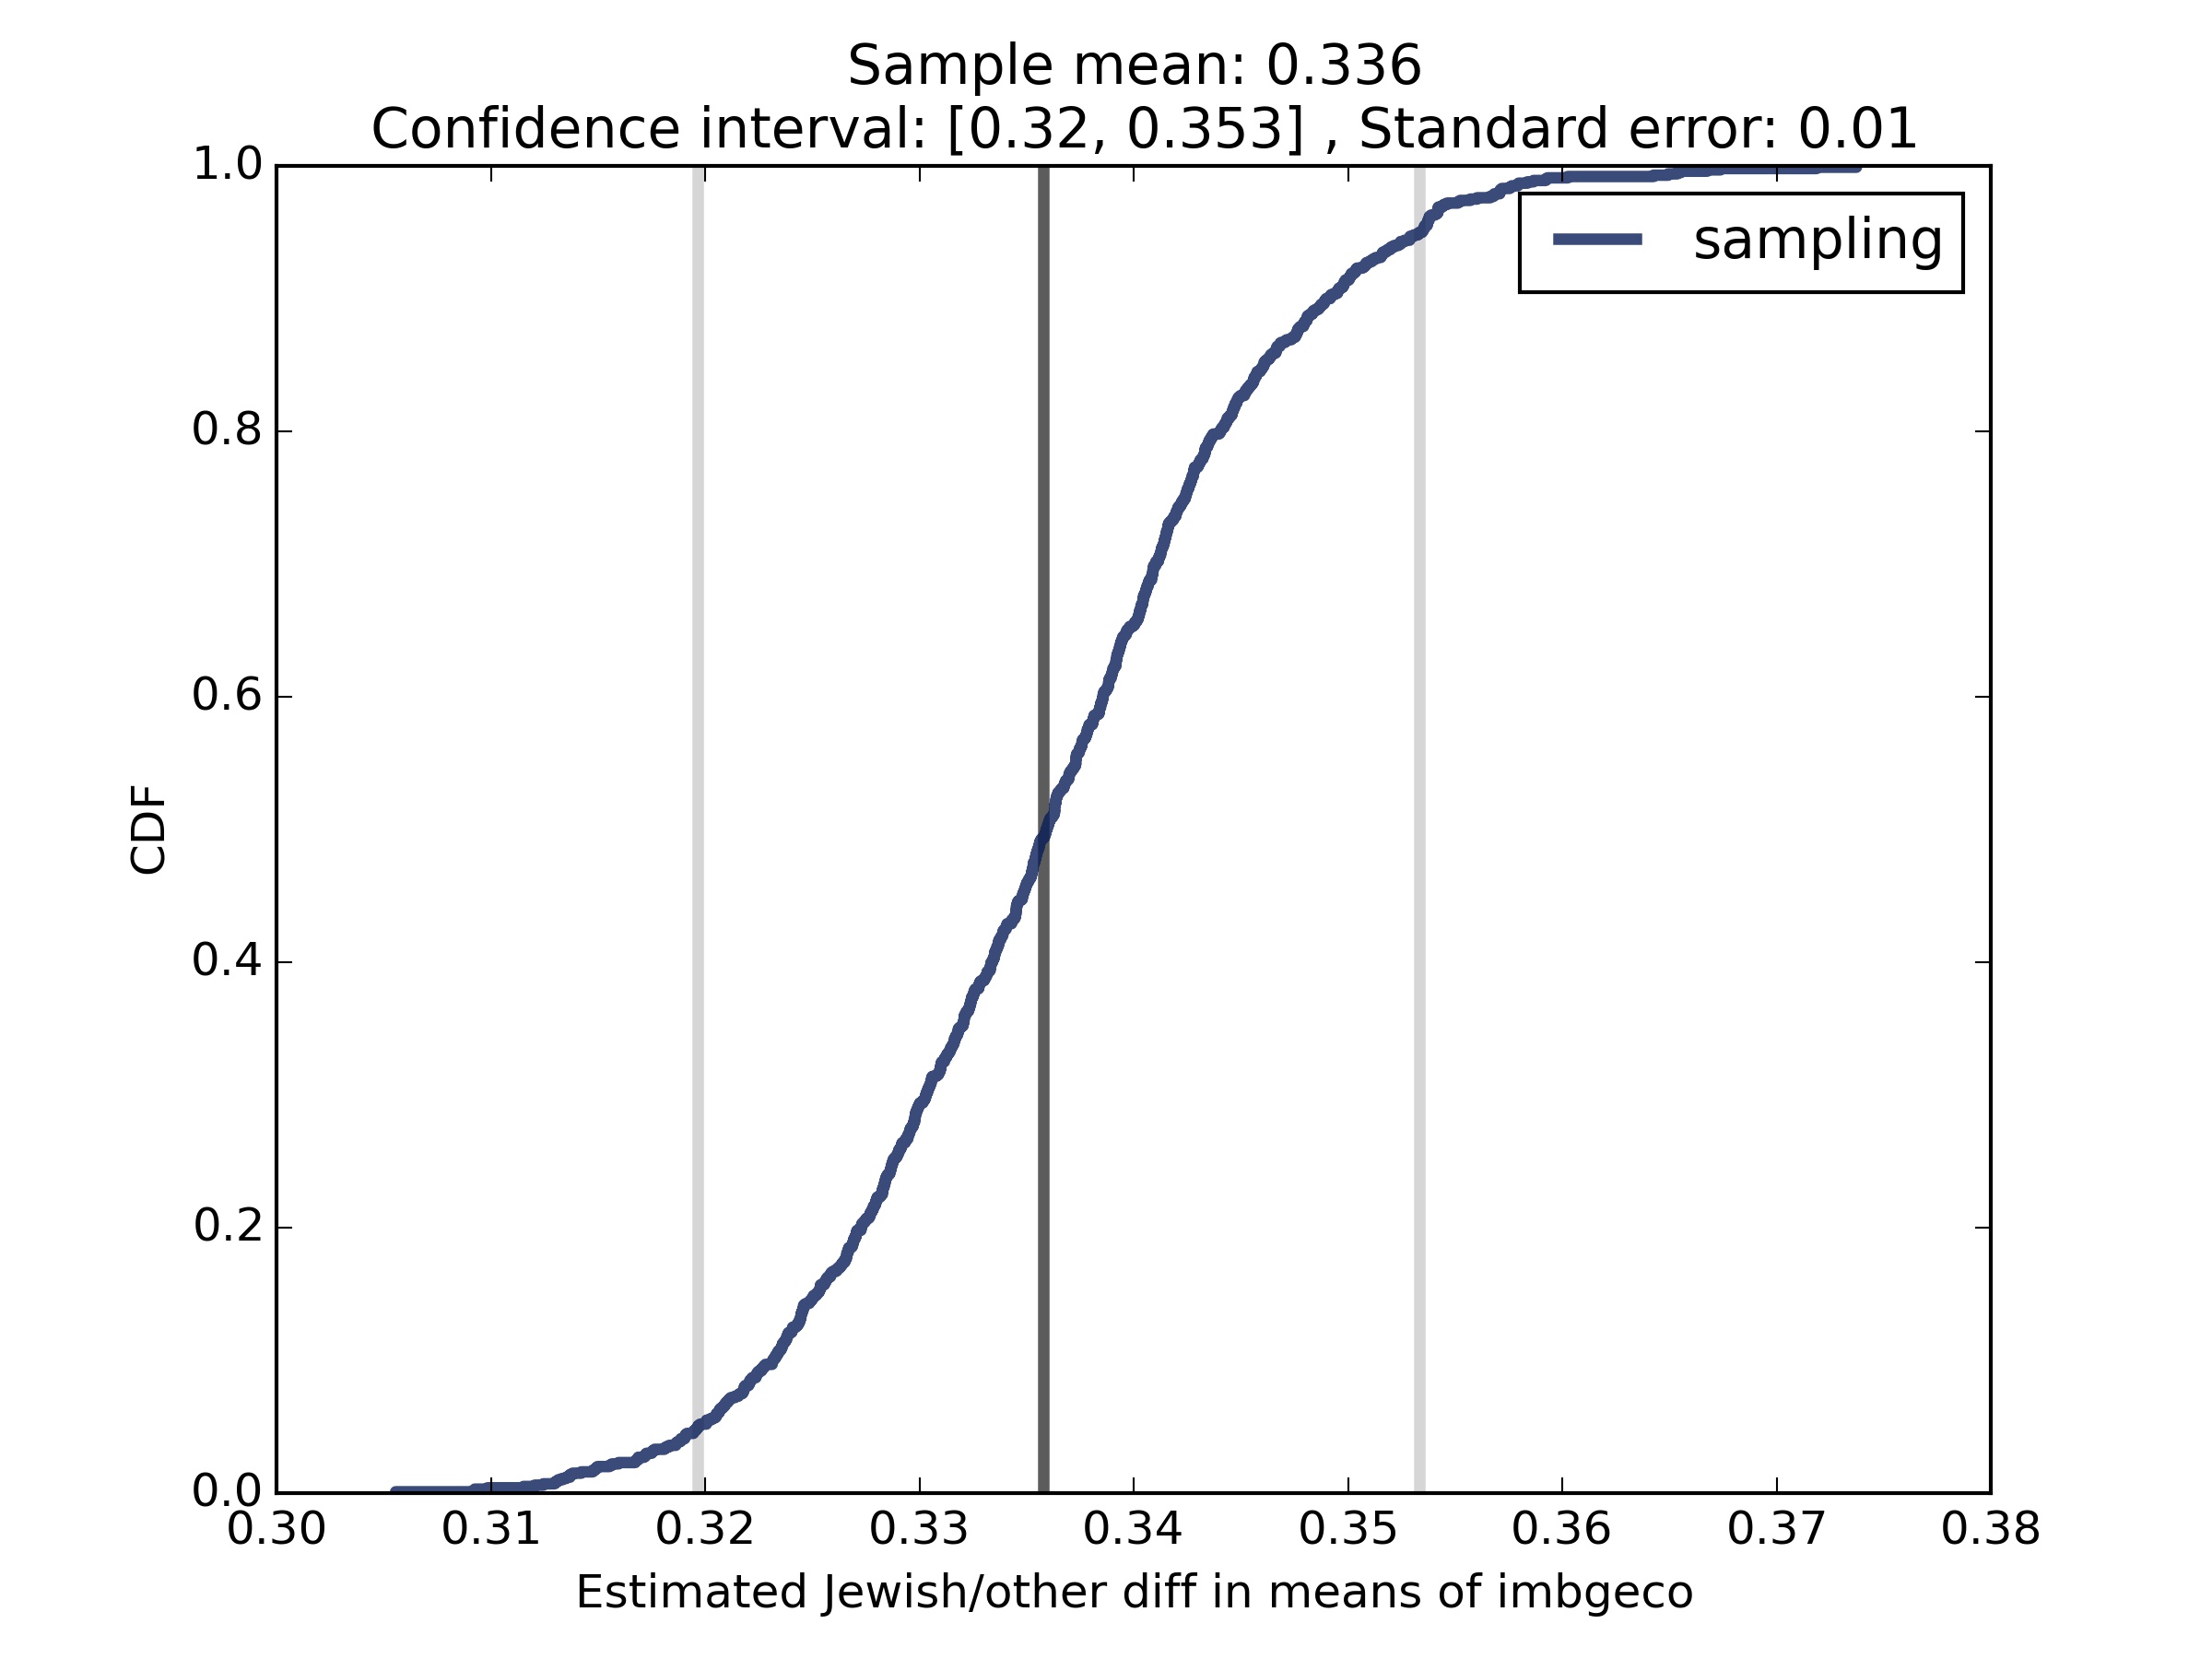 Sample mean: 0.336
Confidence interval: [0.32, 0.353] , Standard error: 0.01
1.0
sampling
0.8
0.6
CDF
0.4
0.2
0.0
0.30 0.31 0.32 0.33 0.34 0.35 0.36 0.37 0.38
Estimated Jewish/other diff in means of imbgeco